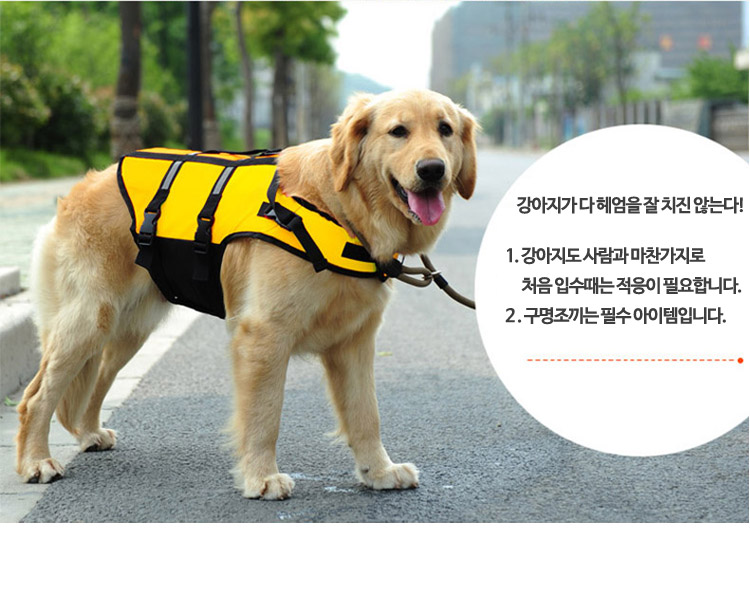 강아지가 다 헤엄을 잘 치진 않는다!
1. 강아지도 사람과 마찬가지로
처음 입수때는 적응이 필요합니다.
2. 구명조끼는 필수 아이템입니다.